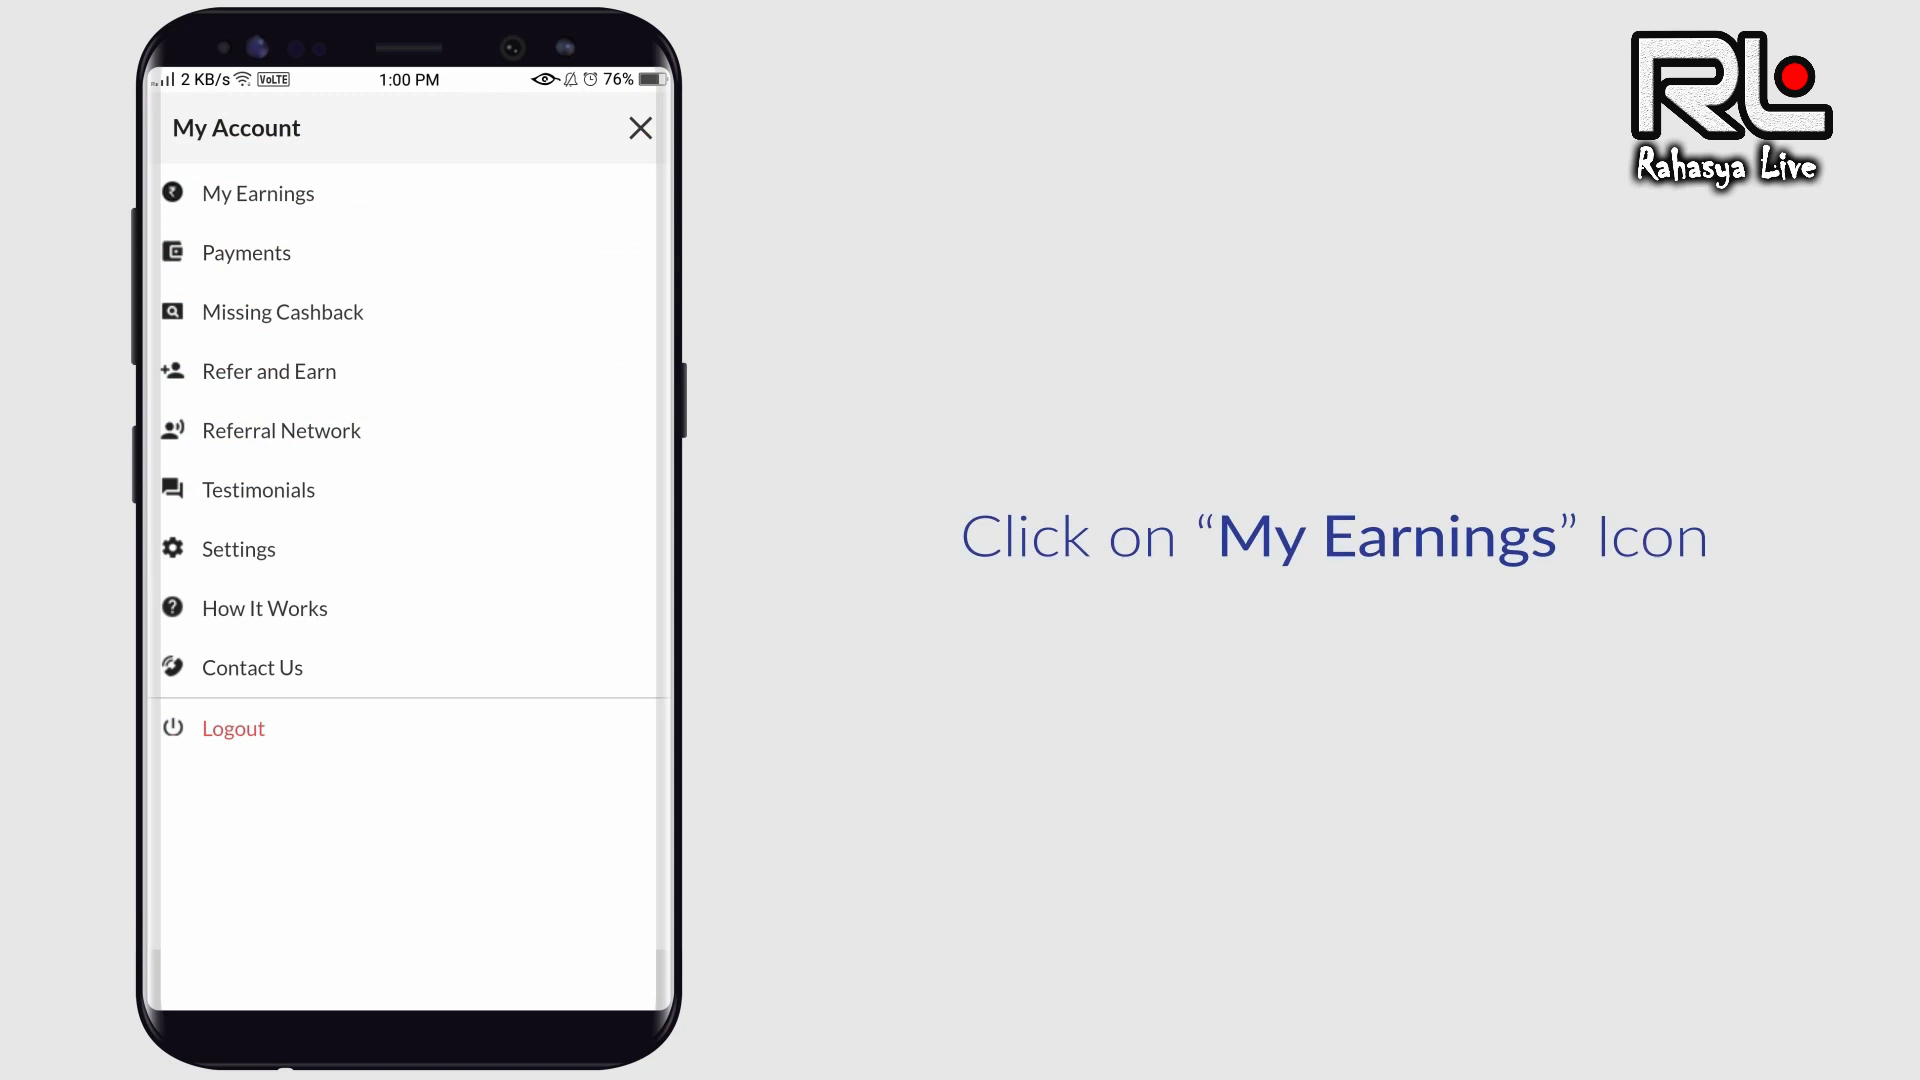 2 KB/s VoLTE 1:00 PM 76%
My Account
My Earnings
Payments
Missing Cashback
Refer and Earn
Referral Network
Testimonials
Settings
How It Works
Contact Us
Logout
Click on “My Earnings” Icon
RL
Rahasya Live